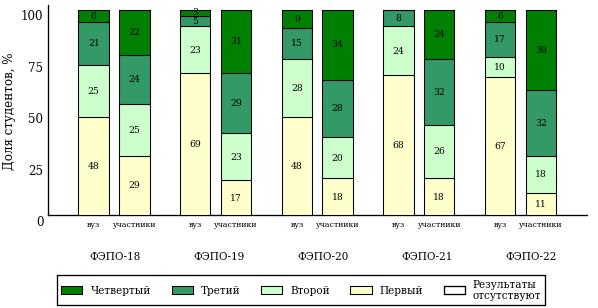 Доля студентов, %
100
75
50
25
0
6 21 25 48
22 24 25 29
3 5 23 69
31 29 23 17
9 15 28 48
34 28 20 18
8 24 68
24 32 26 18
6 17 10 67
39 32 18 11
вуз участники вуз участники вуз участники вуз участники вуз участники
ФЭПО-18 ФЭПО-19 ФЭПО-20 ФЭПО-21 ФЭПО-22
Четвертый Третий Второй Первый Результаты
отсутствуют